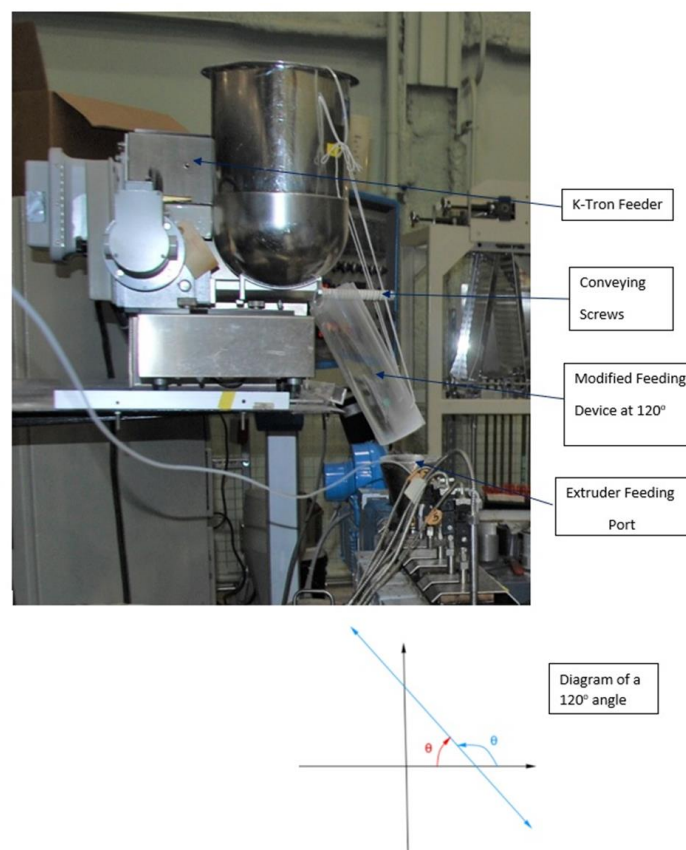 K-Tron Feeder
Conveying
Screws
Modified Feeding
Device at 120°
Extruder Feeding
Port
Diagram of a
120° angle
θ
θ